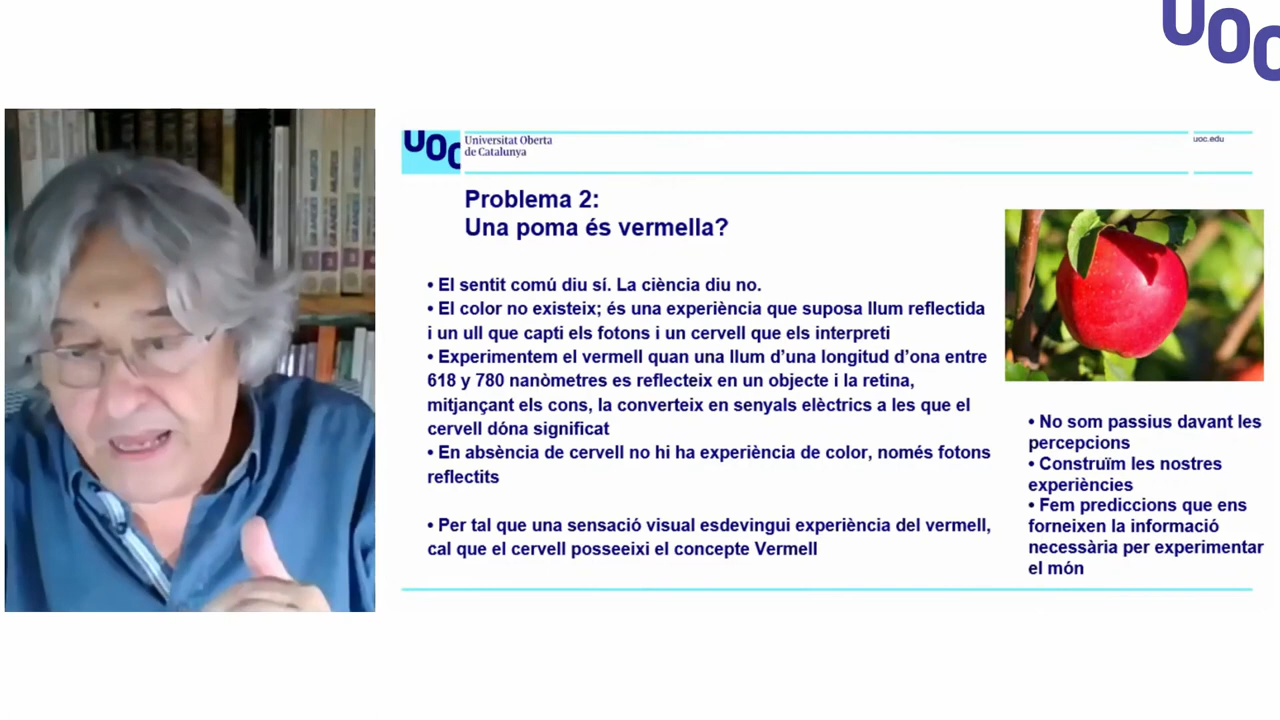 UOC
UOC
Universitat Oberta
de Catalunya
uoc.edu
Problema 2:
Una poma és vermella?
• El sentit comú diu sí. La ciència diu no.
• El color no existeix; és una experiència que suposa llum reflectida
i un ull que capti els fotons i un cervell que els interpreti
• Experimentem el vermell quan una llum d’una longitud d’ona entre
618 y 780 nanòmetres es reflecteix en un objecte i la retina,
mitjançant els cons, la converteix en senyals elèctrics a les que el
cervell dóna significat
• En absència de cervell no hi ha experiència de color, només fotons
reflectits
• Per tal que una sensació visual esdevingui experiència del vermell,
cal que el cervell posseeixi el concepte Vermell
• No som passius davant les
percepcions
• Construïm les nostres
experiències
• Fem prediccions que ens
forneixen la informació
necessària per experimentar
el món